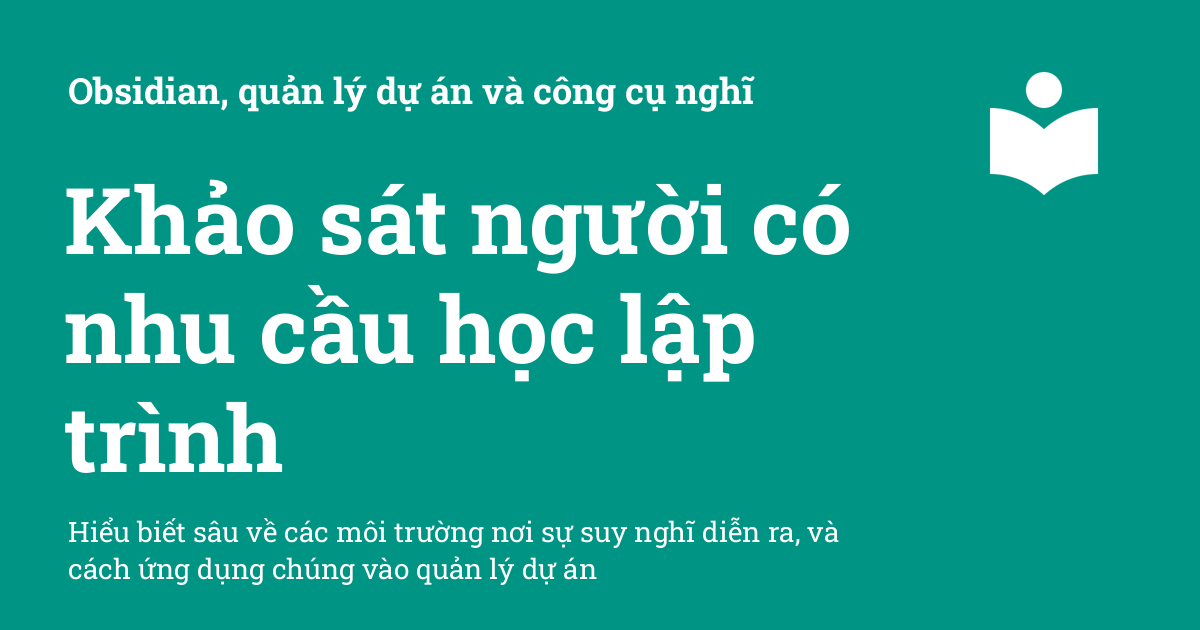 Obsidian, quản lý dự án và công cụ nghĩ
Khảo sát người có
nhu cầu học lập
trình
Hiểu biết sâu về các môi trường nơi sự suy nghĩ diễn ra, và
cách ứng dụng chúng vào quản lý dự án